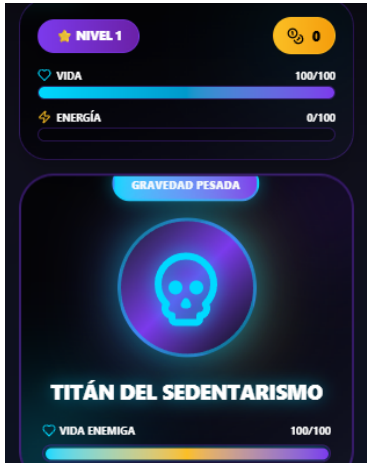 NIVEL 1
0
VIDA 100/100
ENERGÍA 0/100
GRAVEDAD PESADA
TITÁN DEL SEDENTARISMO
VIDA ENEMIGA 100/100